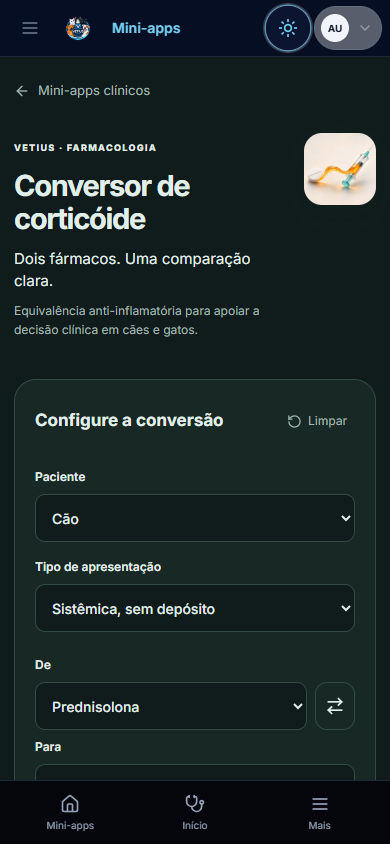 Mini-apps
AU
Mini-apps clínicos
VETIUS · FARMACOLOGIA
Conversor de
corticóide
Dois fármacos. Uma comparação
clara.
Equivalência anti-inflamatória para apoiar a
decisão clínica em cães e gatos.
Configure a conversão
Limpar
Paciente
Cão
Tipo de apresentação
Sistêmica, sem depósito
De
Prednisolona
Para
Mini-apps
Início
Mais